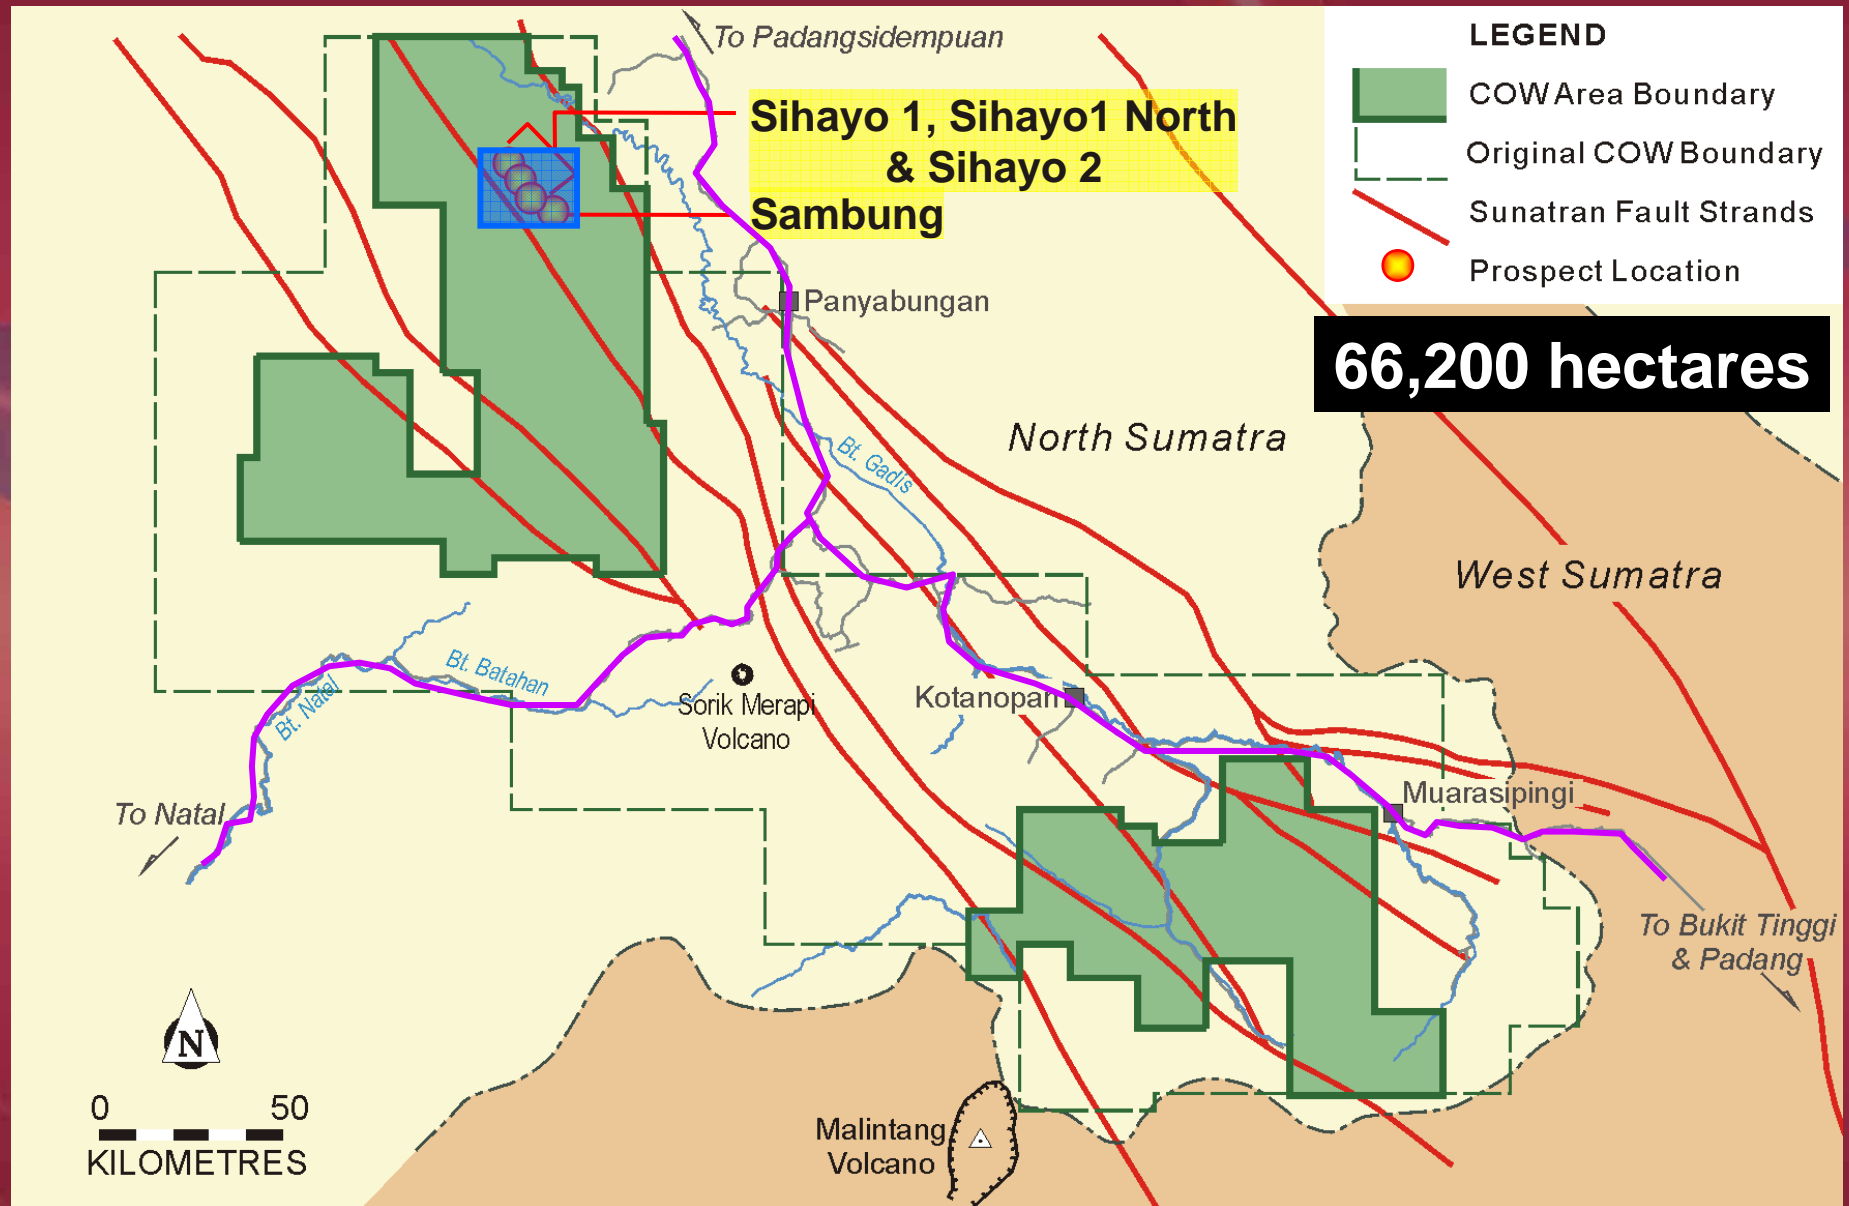 To Padangsidempuan
LEGEND
COW Area Boundary
Original COW Boundary
Sunatran Fault Strands
Prospect Location
Sihayo 1, Sihayo1 North
& Sihayo 2
Sambung
Panyabungan
66,200 hectares
North Sumatra
Bt. Gadis
West Sumatra
Bt. Batahan
Bt. Natal
Sorik Merapi
Volcano
Kotanopan
To Natal
Muarasipingi
To Bukit Tinggi
& Padang
N
0 50
KILOMETRES
Malintang
Volcano